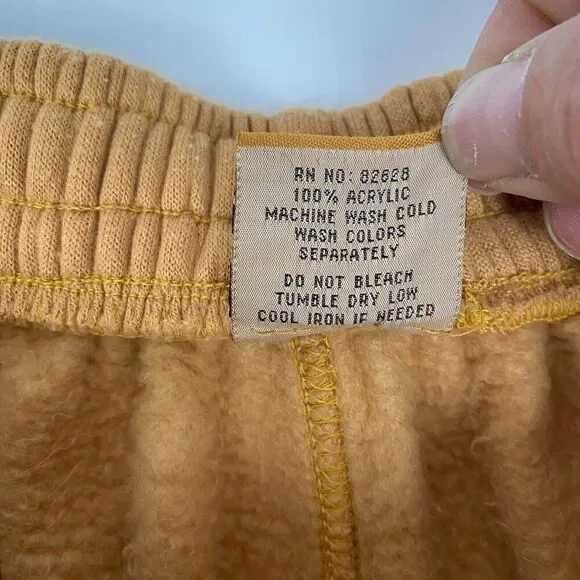 RN NO: 82628
100% ACRYLIC
MACHINE WASH COLD
WASH COLORS
SEPARATELY
DO NOT BLEACH
TUMBLE DRY LOW
COOL IRON IF NEEDED